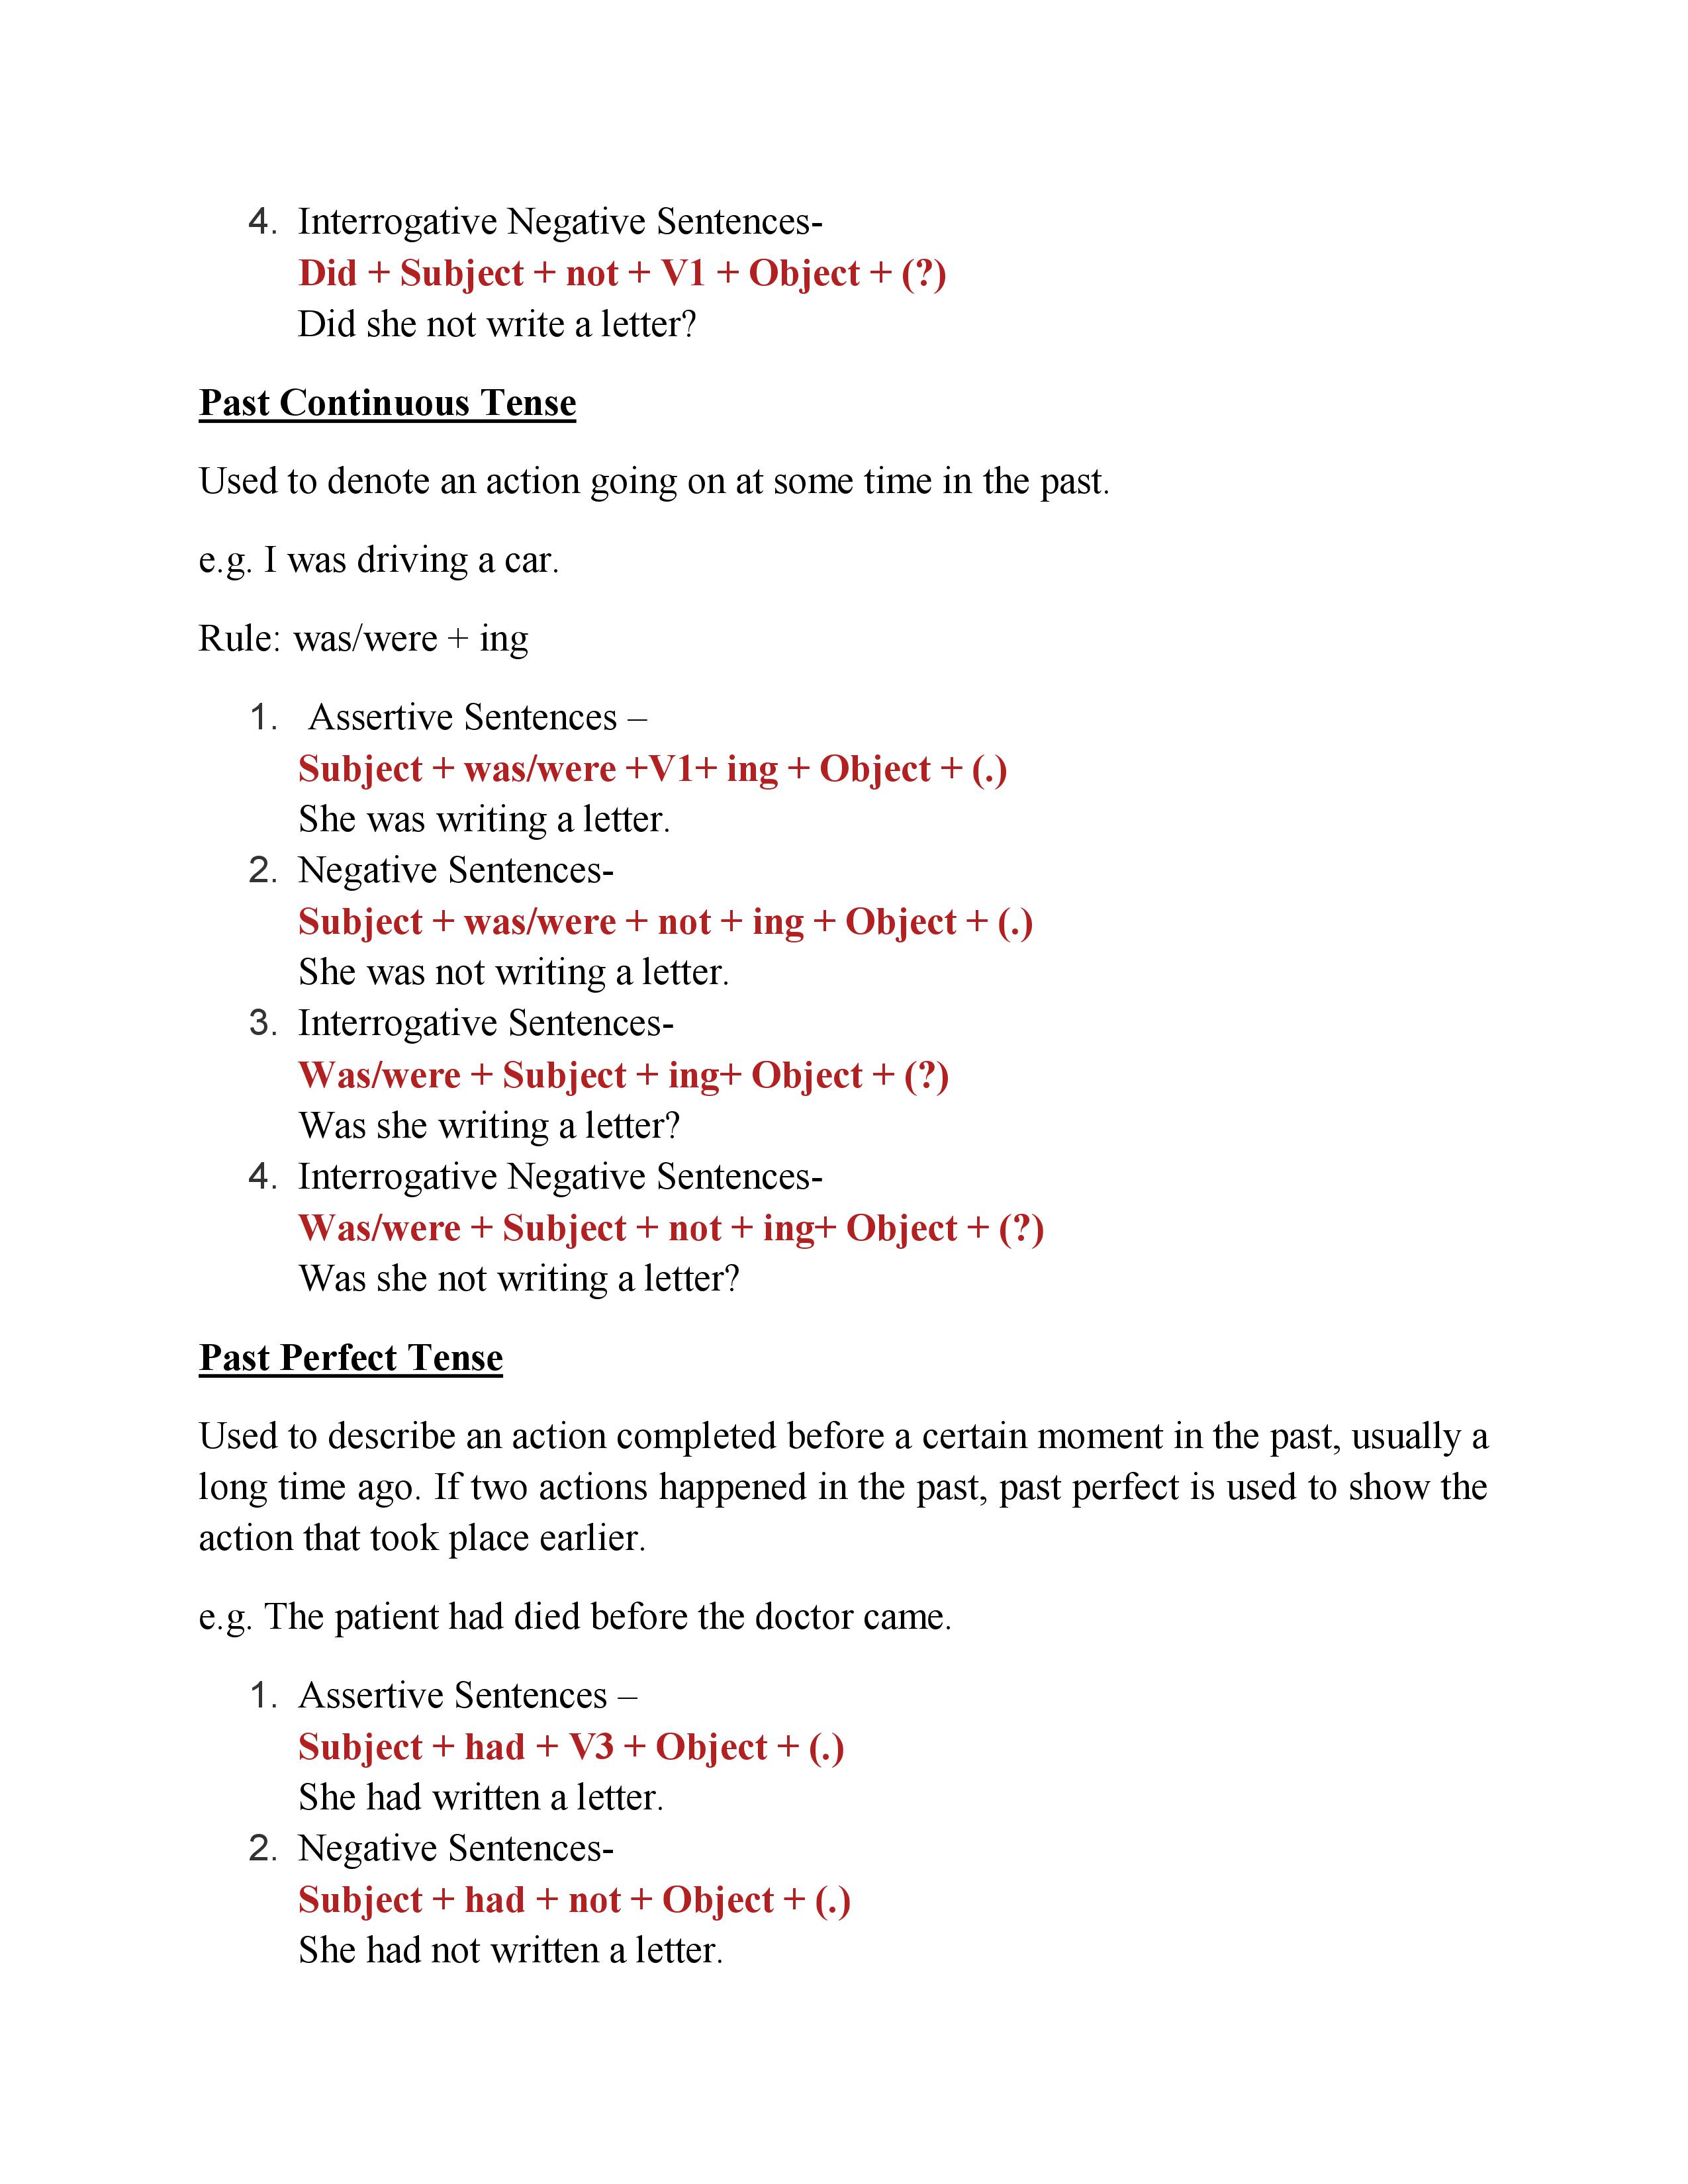 4. Interrogative Negative Sentences-
Did + Subject + not + V1 + Object + (?)
Did she not write a letter?
Past Continuous Tense
Used to denote an action going on at some time in the past.
e.g. I was driving a car.
Rule: was/were + ing
1. Assertive Sentences –
Subject + was/were +V1+ ing + Object + (.)
She was writing a letter.
2. Negative Sentences-
Subject + was/were + not + ing + Object + (.)
She was not writing a letter.
3. Interrogative Sentences-
Was/were + Subject + ing+ Object + (?)
Was she writing a letter?
4. Interrogative Negative Sentences-
Was/were + Subject + not + ing+ Object + (?)
Was she not writing a letter?
Past Perfect Tense
Used to describe an action completed before a certain moment in the past, usually a
long time ago. If two actions happened in the past, past perfect is used to show the
action that took place earlier.
e.g. The patient had died before the doctor came.
1. Assertive Sentences –
Subject + had + V3 + Object + (.)
She had written a letter.
2. Negative Sentences-
Subject + had + not + Object + (.)
She had not written a letter.